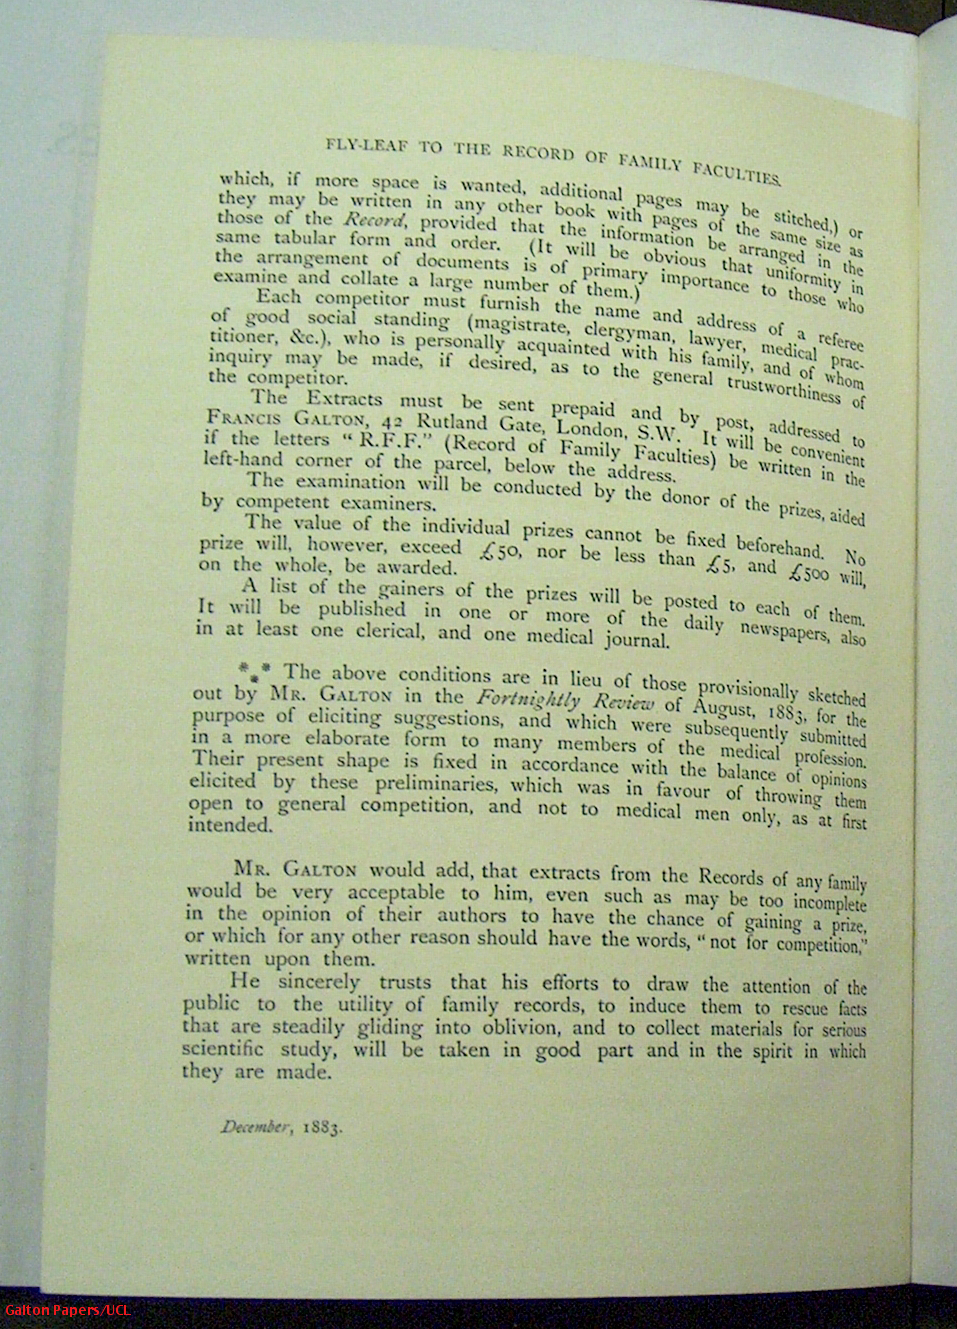 FLY-LEAF TO THE RECORD OF FAMILY FACULTIES.
which, if more space is wanted, additional pages may be stitched,) or
they may be written in any other book with pages of the same size as
those of the Record, provided that the information be arranged in the
same tabular form and order. (It will be obvious that uniformity in
the arrangement of documents is of primary importance to those who
examine and collate a large number of them.)
Each competitor must furnish the name and address of a referee
of good social standing (magistrate, clergyman, lawyer, medical prac-
titioner, &c.), who is personally acquainted with his family, and of whom
inquiry may be made, if desired, as to the general trustworthiness of
the competitor.
The Extracts must be sent prepaid and by post, addressed to
FRANCIS GALTON, 42 Rutland Gate, London, S.W. It will be convenient
if the letters "R.F.F." (Record of Family Faculties) be written in the
left-hand corner of the parcel, below the address.
The examination will be conducted by the donor of the prizes, aided
by competent examiners.
The value of the individual prizes cannot be fixed beforehand. No
prize will, however, exceed £50, nor be less than £5, and £500 will,
on the whole, be awarded.
A list of the gainers of the prizes will be posted to each of them.
It will be published in one or more of the daily newspapers, also
in at least one clerical, and one medical journal.
*** The above conditions are in lieu of those provisionally sketched
out by MR. GALTON in the Fortnightly Review of August, 1883, for the
purpose of eliciting suggestions, and which were subsequently submitted
in a more elaborate form to many members of the medical profession.
Their present shape is fixed in accordance with the balance of opinions
elicited by these preliminaries, which was in favour of throwing them
open to general competition, and not to medical men only, as at first
intended.
MR. GALTON would add, that extracts from the Records of any family
would be very acceptable to him, even such as may be too incomplete
in the opinion of their authors to have the chance of gaining a prize,
or which for any other reason should have the words, "not for competition,"
written upon them.
He sincerely trusts that his efforts to draw the attention of the
public to the utility of family records, to induce them to rescue facts
that are steadily gliding into oblivion, and to collect materials for serious
scientific study, will be taken in good part and in the spirit in which
they are made.
December, 1883.
Galton Papers/UCL